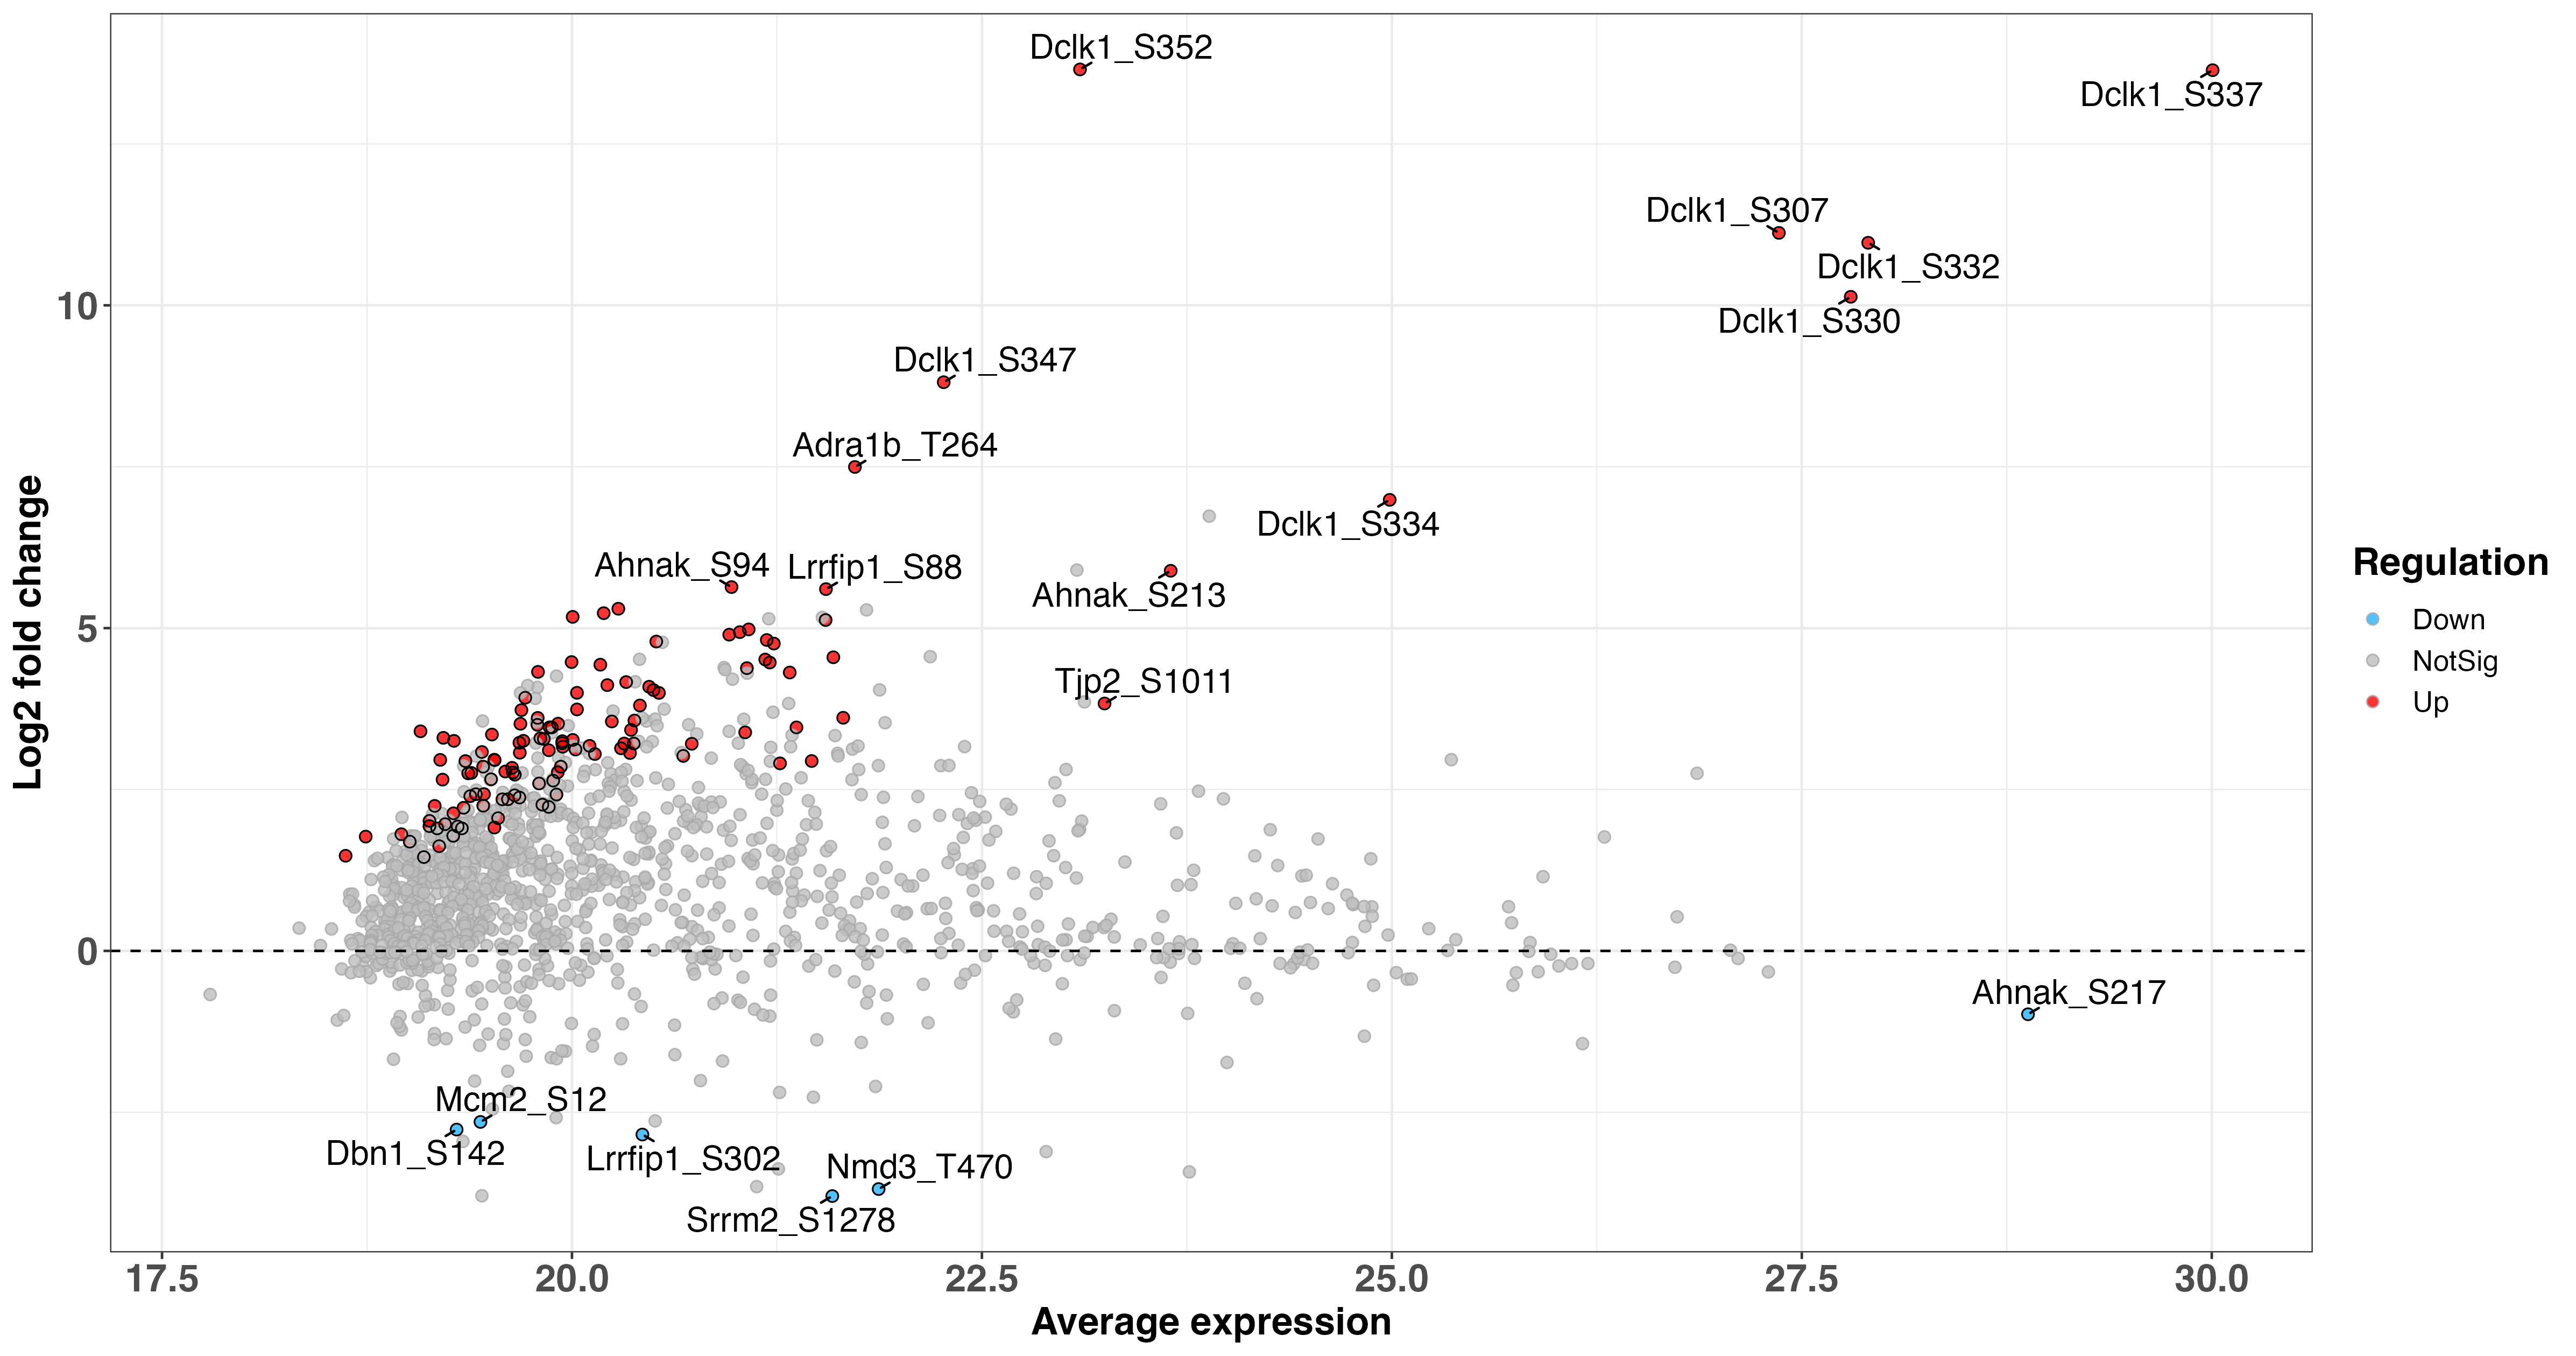 Dclk1_S352
Dclk1_S337
Dclk1_S307
Dclk1_S332
Dclk1_S330
Dclk1_S347
Adra1b_T264
Dclk1_S334
Ahnak_S94
Lrrfip1_S88
Ahnak_S213
Tjp2_S1011
Ahnak_S217
Mcm2_S12
Dbn1_S142
Lrrfip1_S302
Nmd3_T470
Srrm2_S1278
10
5
0
Log2 fold change
17.5
20.0
22.5
25.0
27.5
30.0
Average expression
Regulation
Down
NotSig
Up